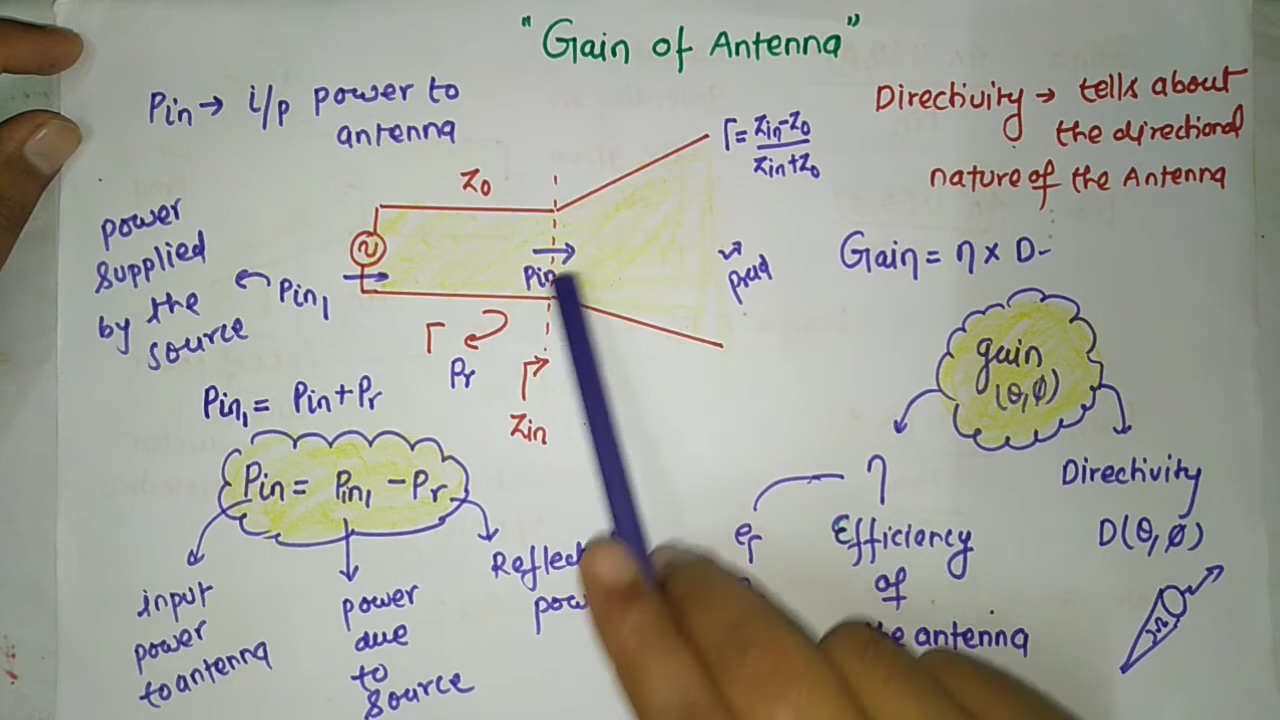 "Gain of Antenna"
Pin → i/p power to
antenna
Directivity → tells about
the directional
nature of the Antenna
Γ = Zin-Z0
Zin+Z0
Z0
power
supplied
by the
source
Pin1
Pin
prad
Gain = η × D-
Γ
Pr
Zin
Pin1 = Pin + Pr
Pin = Pin1 - Pr
gain
(θ,ϕ)
input
power
to antenna
power
due
to
source
er
η
Efficiency
of
antenna
Directivity
D(θ,ϕ)